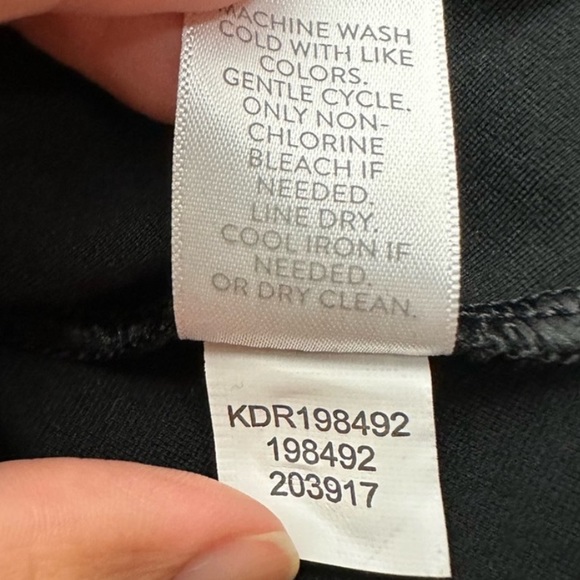 MACHINE WASH
COLD WITH LIKE
COLORS.
GENTLE CYCLE.
ONLY NON-
CHLORINE
BLEACH IF
NEEDED.
LINE DRY.
COOL IRON IF
NEEDED.
OR DRY CLEAN.
KDR198492
198492
203917